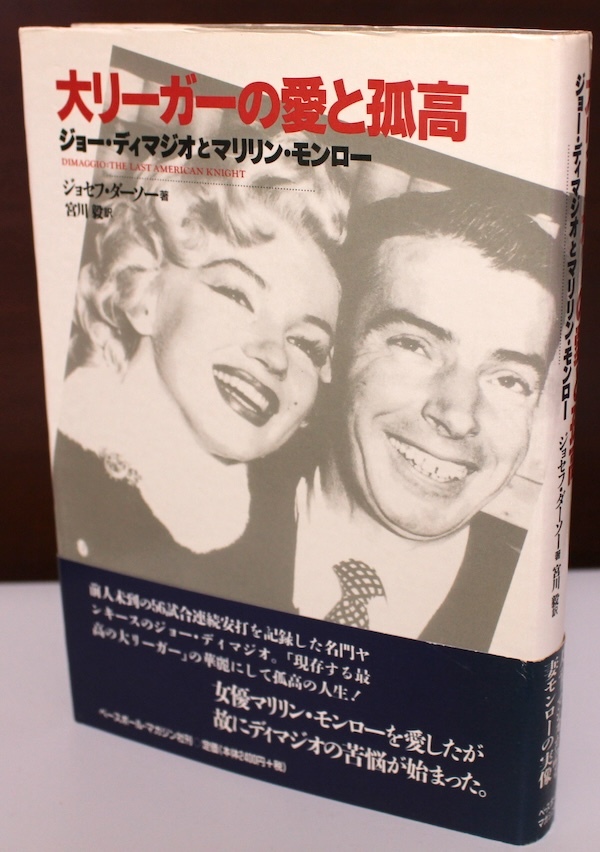 大リーガーの愛と孤高
ジョー・ディマジオとマリリン・モンロー
DIMAGGIO:THE LAST AMERICAN KNIGHT
ジョセフ・ダーソー著
宮川 毅訳
前人未到の56試合連続安打を記録した名門ヤ
ンキースのジョー・ディマジオ。「現存する最
高の大リーガー」の華麗にして孤高の人生!
女優マリリン・モンローを愛したが
故にディマジオの苦悩が始まった。
ベースボール・マガジン社刊 定価(本体2400円+税)
ジョー・ディマジオとマリリン・モンロー
ジョセフ・ダーソー著 宮川 毅訳
妻モンローの実像